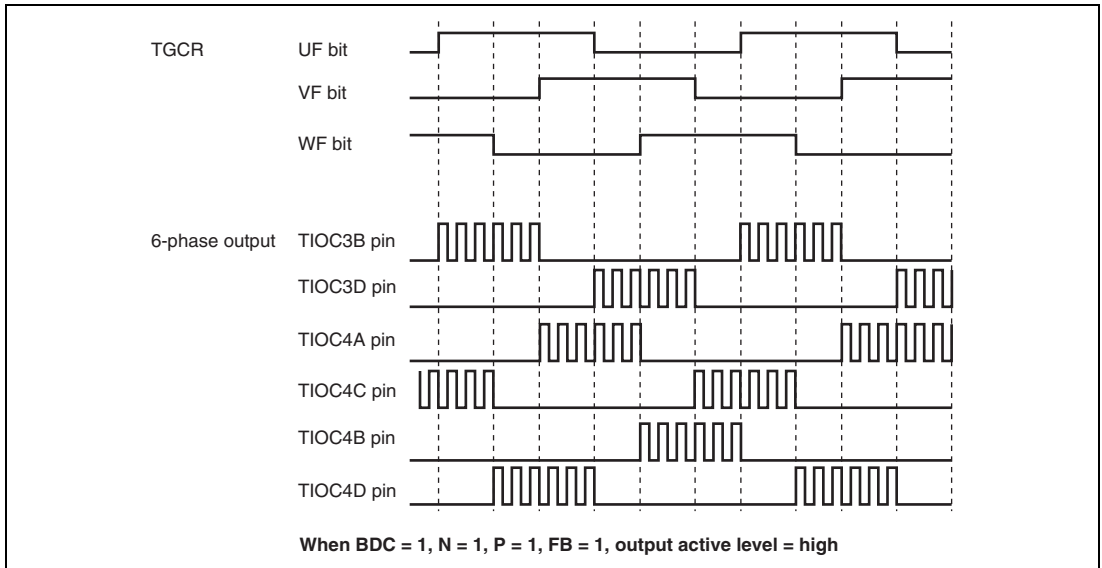 TGCR UF bit
VF bit
WF bit
6-phase output TIOC3B pin
TIOC3D pin
TIOC4A pin
TIOC4C pin
TIOC4B pin
TIOC4D pin
When BDC = 1, N = 1, P = 1, FB = 1, output active level = high